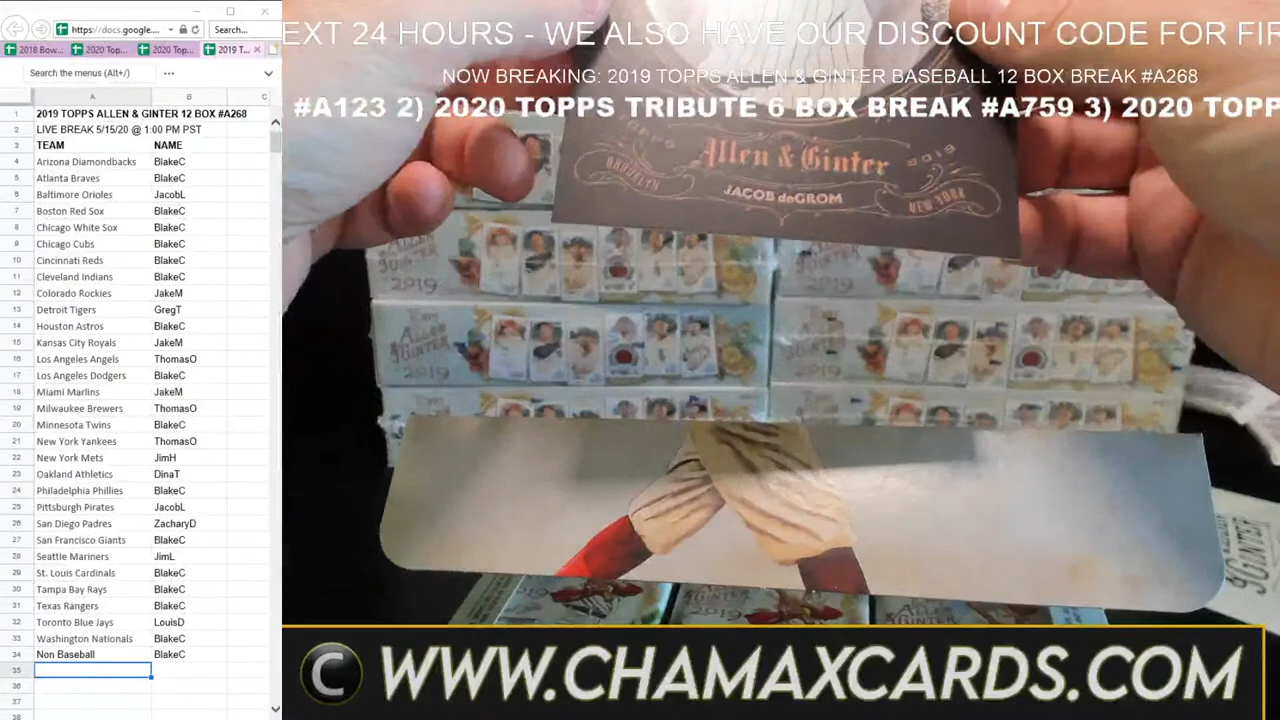 https://docs.google....
Search...
2018 Bow...
2020 Top...
2020 Top...
2019 T...
Search the menus (Alt+/)
A B C
1 2019 TOPPS ALLEN & GINTER 12 BOX #A268
2 LIVE BREAK 5/15/20 @ 1:00 PM PST
3 TEAM NAME
4 Arizona Diamondbacks BlakeC
5 Atlanta Braves BlakeC
6 Baltimore Orioles JacobL
7 Boston Red Sox BlakeC
8 Chicago White Sox BlakeC
9 Chicago Cubs BlakeC
10 Cincinnati Reds BlakeC
11 Cleveland Indians BlakeC
12 Colorado Rockies JakeM
13 Detroit Tigers GregT
14 Houston Astros BlakeC
15 Kansas City Royals JakeM
16 Los Angeles Angels ThomasO
17 Los Angeles Dodgers BlakeC
18 Miami Marlins JakeM
19 Milwaukee Brewers ThomasO
20 Minnesota Twins BlakeC
21 New York Yankees ThomasO
22 New York Mets JimH
23 Oakland Athletics DinaT
24 Philadelphia Phillies BlakeC
25 Pittsburgh Pirates JacobL
26 San Diego Padres ZacharyD
27 San Francisco Giants BlakeC
28 Seattle Mariners JimL
29 St. Louis Cardinals BlakeC
30 Tampa Bay Rays BlakeC
31 Texas Rangers BlakeC
32 Toronto Blue Jays LouisD
33 Washington Nationals BlakeC
34 Non Baseball BlakeC
35
36
37
38
EXT 24 HOURS - WE ALSO HAVE OUR DISCOUNT CODE FOR FIR
NOW BREAKING: 2019 TOPPS ALLEN & GINTER BASEBALL 12 BOX BREAK #A268
#A123 2) 2020 TOPPS TRIBUTE 6 BOX BREAK #A759 3) 2020 TOPP
Allen & Ginter
2019
BROOKLYN
JACOB deGROM
NEW YORK
GINTER
2019
Topps
ALLEN
& GINTER
2019
2019
GINTER
C WWW.CHAMAXCARDS.COM